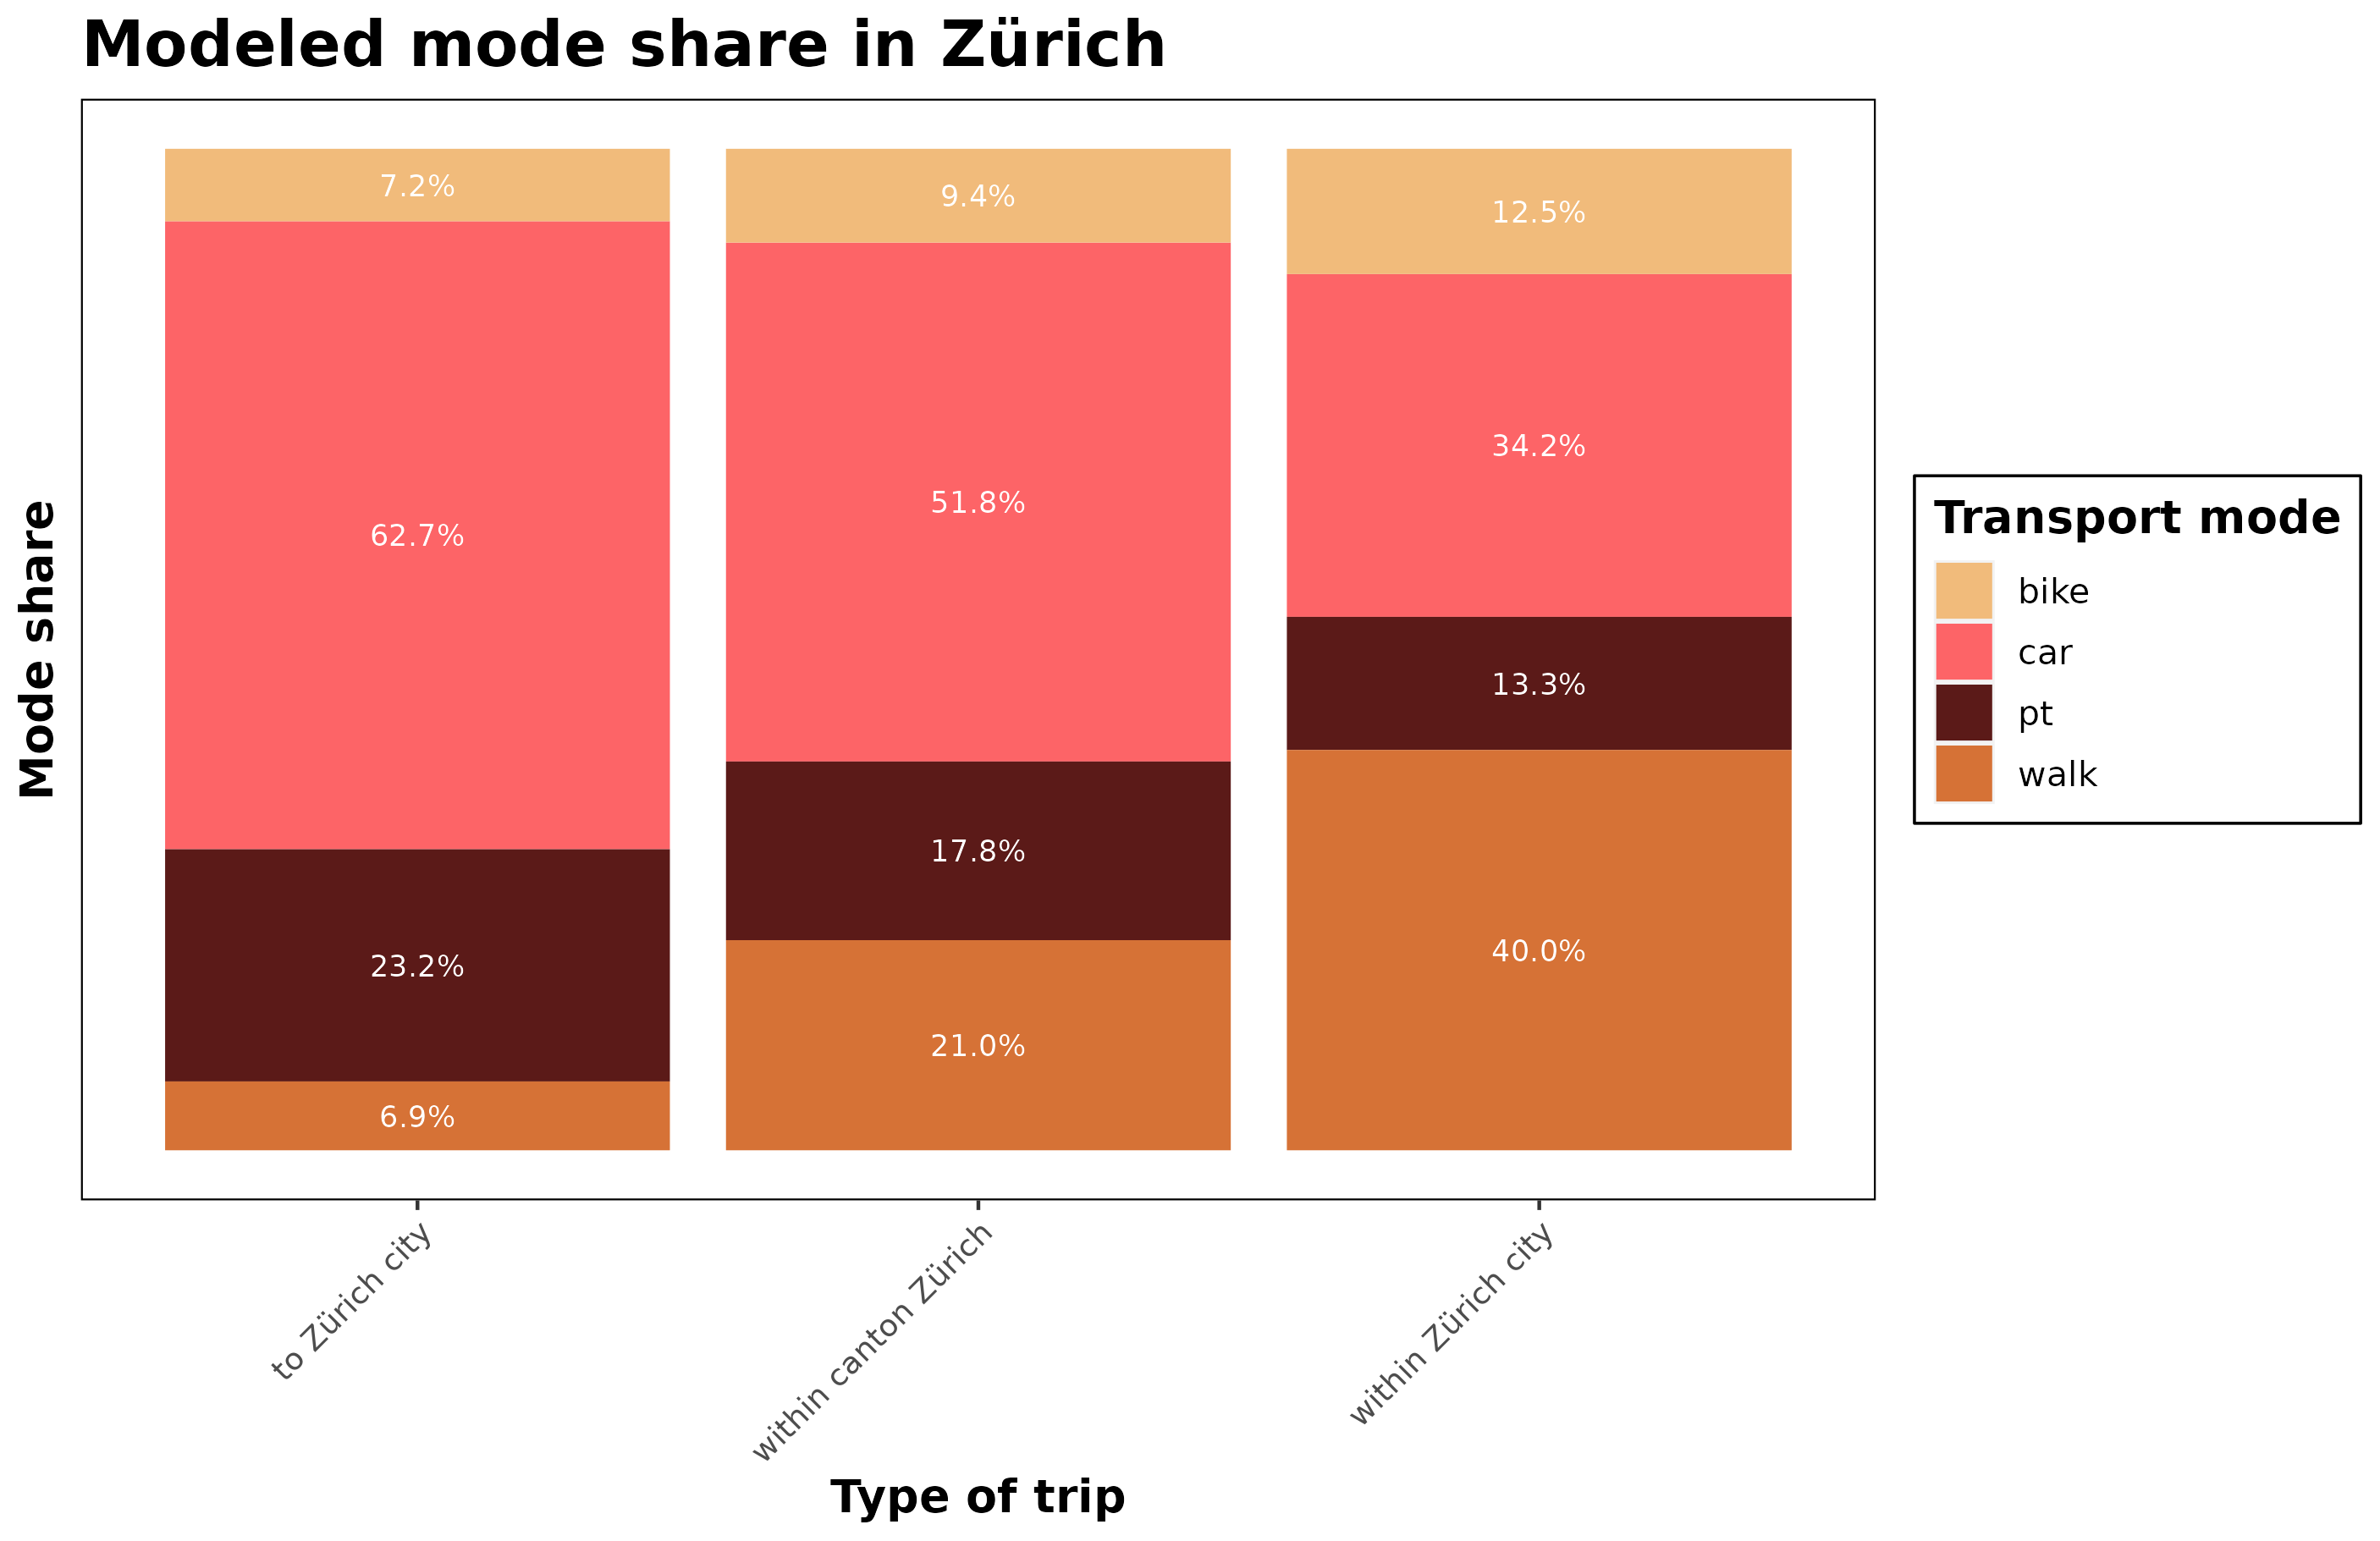 Modeled mode share in Zürich
Mode share
7.2%
62.7%
23.2%
6.9%
9.4%
51.8%
17.8%
21.0%
12.5%
34.2%
13.3%
40.0%
to Zürich city
within canton Zürich
within Zürich city
Type of trip
Transport mode
bike
car
pt
walk